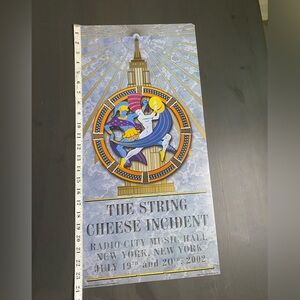 THE STRING
CHEESE INCIDENT
RADIO CITY MUSIC HALL
NEW YORK, NEW YORK
JULY 19TH and 20TH, 2002